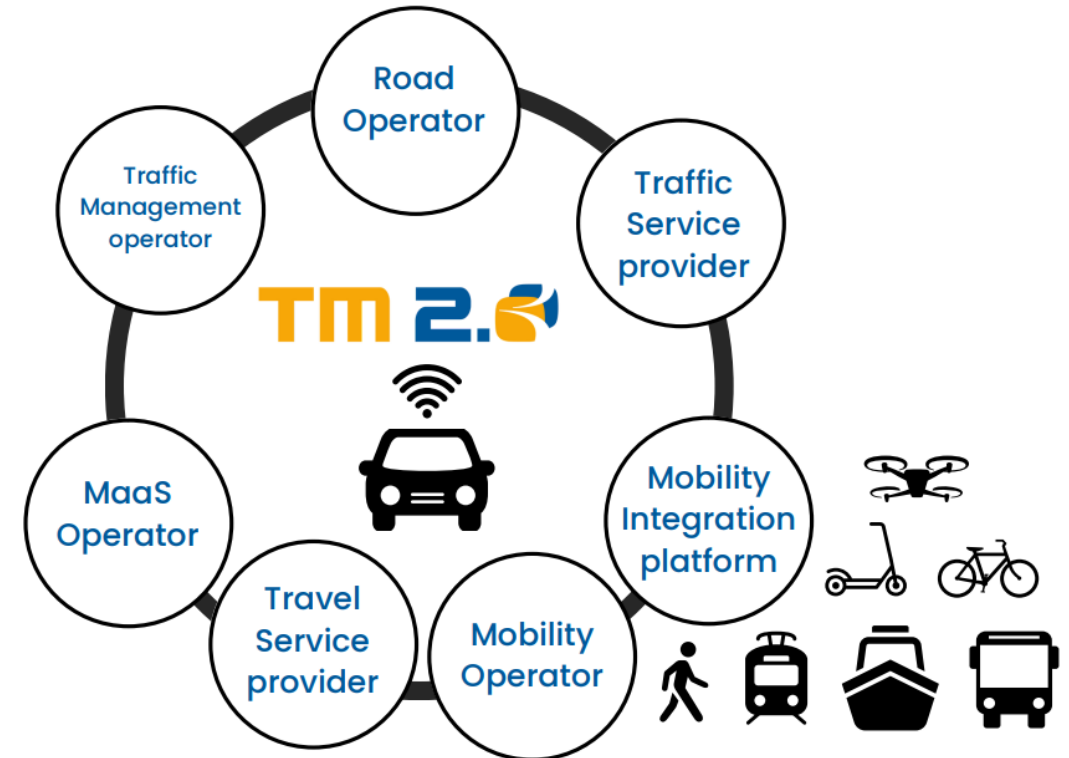 Road
Operator
Traffic
Management
operator
Traffic
Service
provider
TM 2.0
MaaS
Operator
Mobility
Integration
platform
Travel
Service
provider
Mobility
Operator